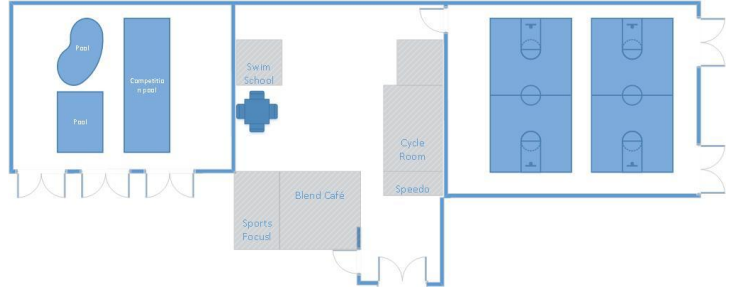 Pool
Competitio
n pool
Pool
Swim
School
Cycle
Room
Speedo
Blend Café
Sports
Focus!